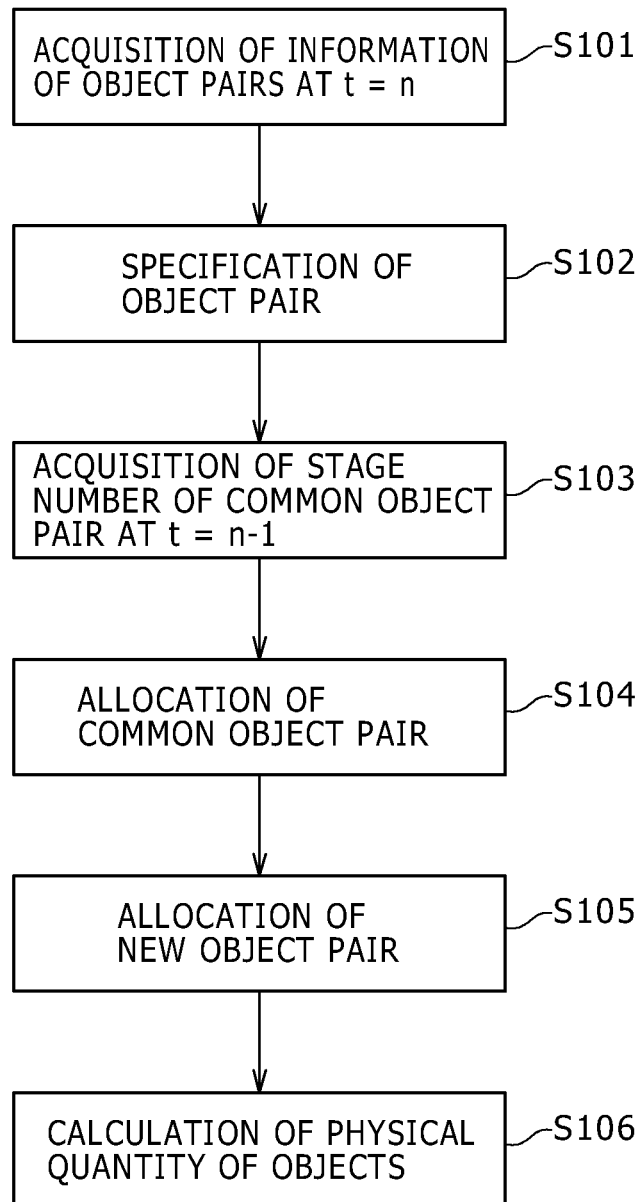 ACQUISITION OF INFORMATION
OF OBJECT PAIRS AT t = n
S101
SPECIFICATION OF
OBJECT PAIR
S102
ACQUISITION OF STAGE
NUMBER OF COMMON OBJECT
PAIR AT t = n-1
S103
ALLOCATION OF
COMMON OBJECT PAIR
S104
ALLOCATION OF
NEW OBJECT PAIR
S105
CALCULATION OF PHYSICAL
QUANTITY OF OBJECTS
S106